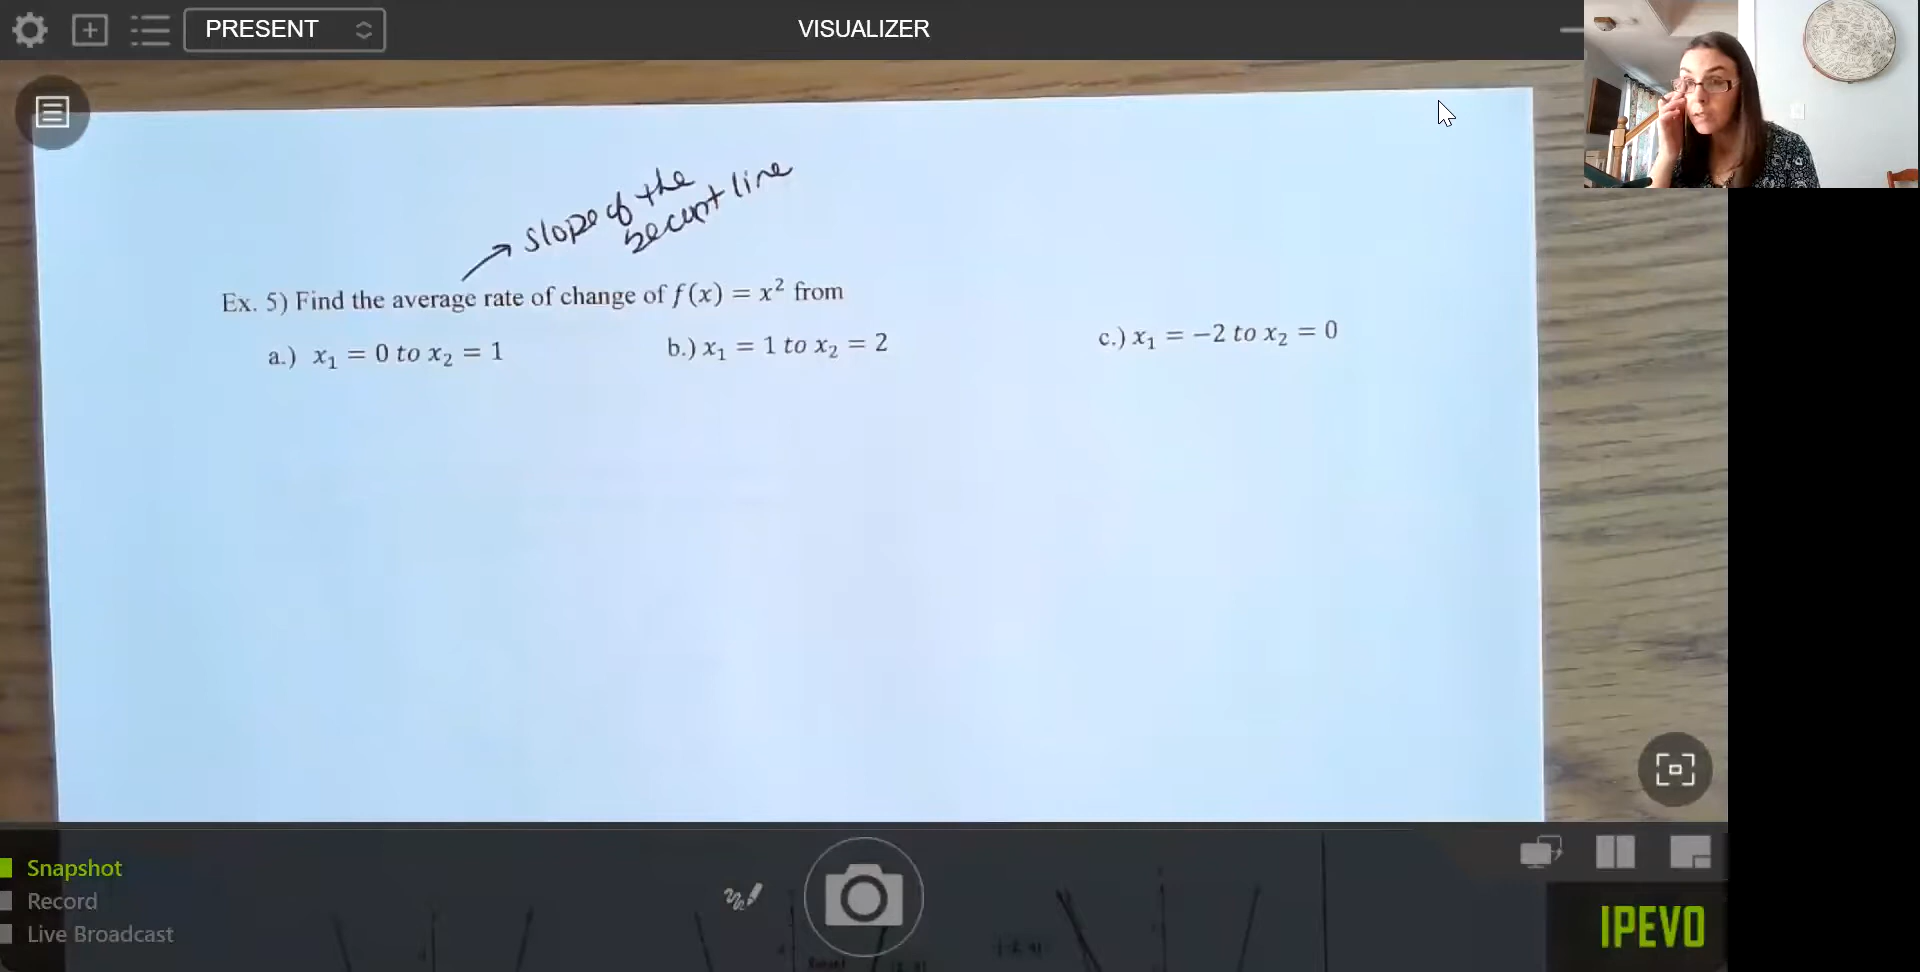 PRESENT
VISUALIZER
slope of the
secant line
Ex. 5) Find the average rate of change of f(x) = x² from
a.) x₁ = 0 to x₂ = 1
b.) x₁ = 1 to x₂ = 2
c.) x₁ = −2 to x₂ = 0
Snapshot
Record
Live Broadcast
IPEVO